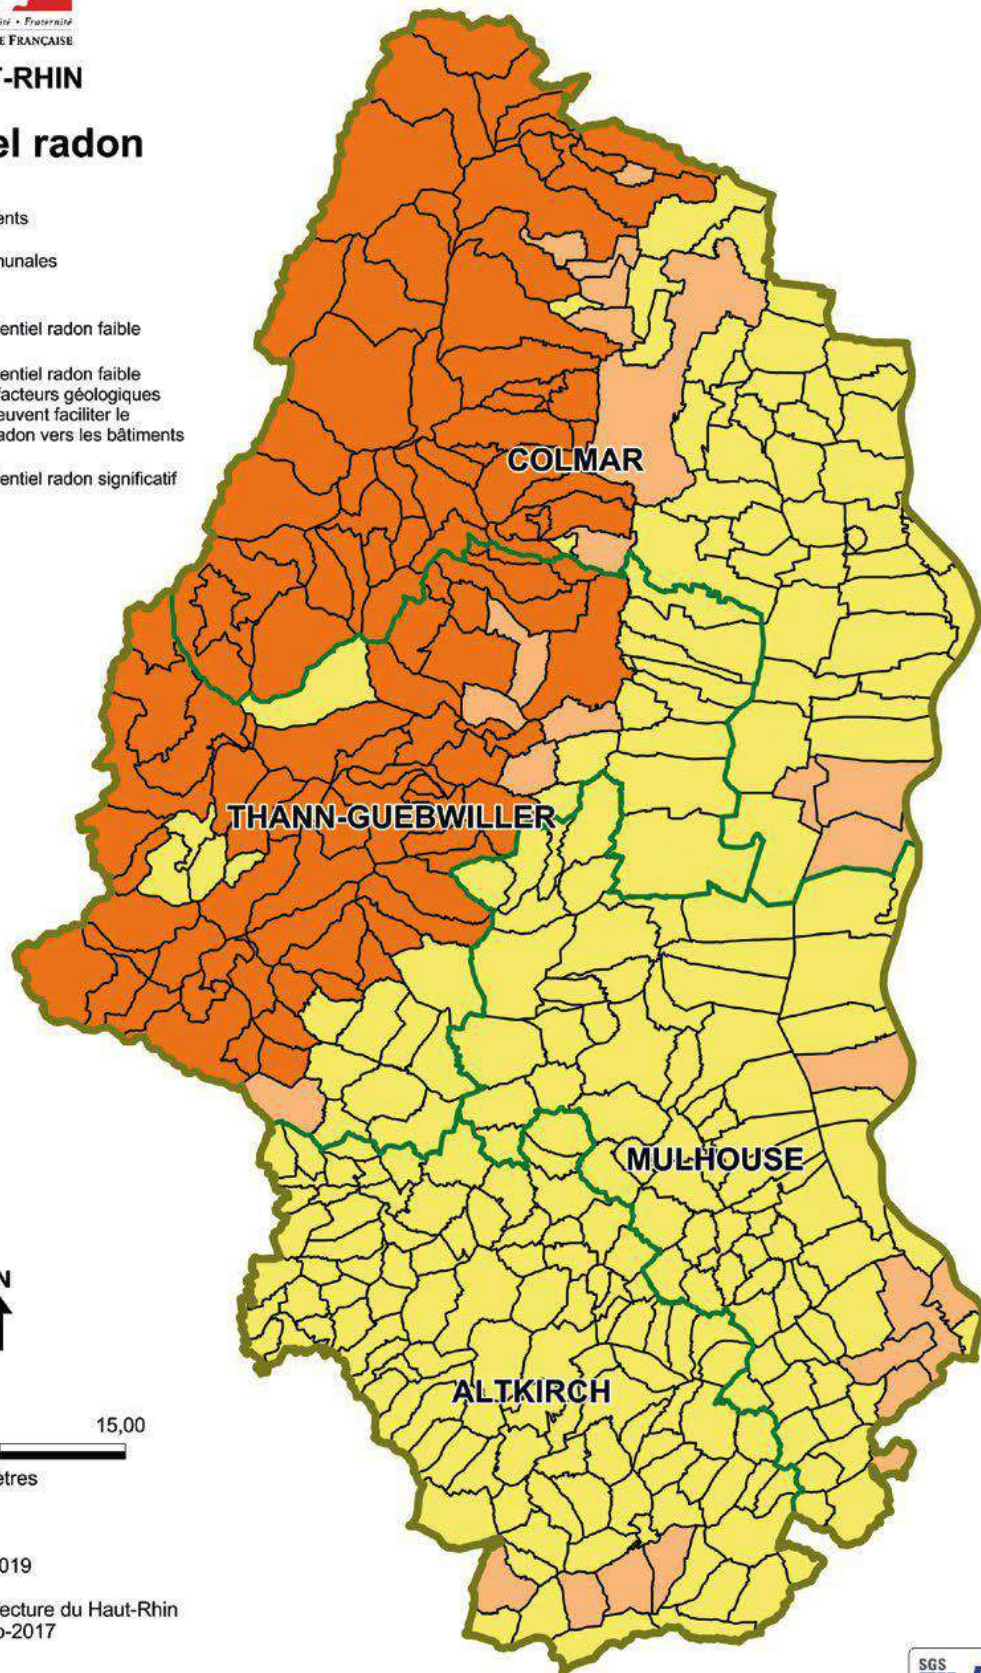 ité • Fraternité
E FRANÇAISE
T-RHIN
el radon
ents
munales
entiel radon faible
entiel radon faible
facteurs géologiques
euvent faciliter le
adon vers les bâtiments
entiel radon significatif
COLMAR
THANN-GUEBWILLER
MULHOUSE
ALTKIRCH
N
15,00
ètres
019
ecture du Haut-Rhin
o-2017
SGS